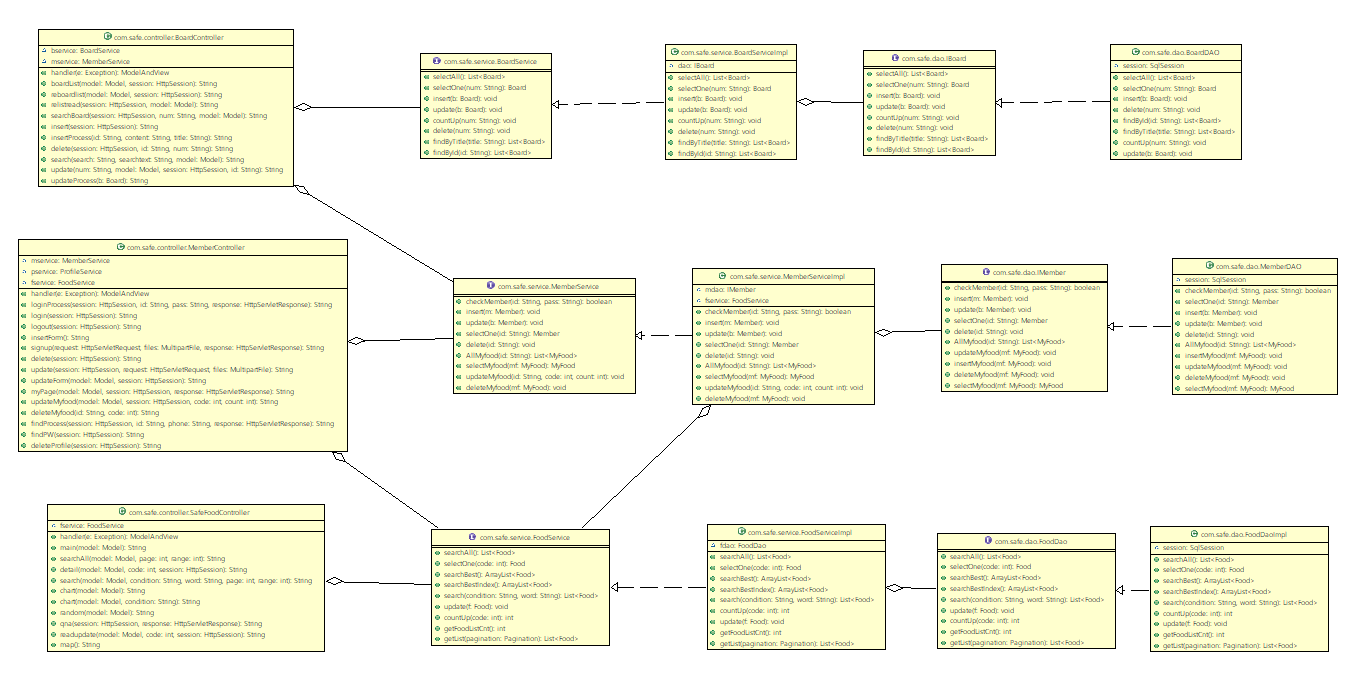 com.safe.controller.BoardController
bservice: BoardService
mservice: MemberService
handler(e: Exception): ModelAndView
boardList(model: Model, session: HttpSession): String
reboardlist(model: Model, session: HttpSession): String
relistread(session: HttpSession, model: Model): String
searchBoard(session: HttpSession, num: String, model: Model): String
insert(session: HttpSession): String
insertProcess(id: String, content: String, title: String): String
delete(session: HttpSession, id: String, num: String): String
search(search: String, searchtext: String, model: Model): String
update(num: String, model: Model, session: HttpSession, id: String): String
updateProcess(b: Board): String
com.safe.service.BoardService
selectAll(): List<Board>
selectOne(num: String): Board
insert(b: Board): void
update(b: Board): void
countUp(num: String): void
delete(num: String): void
findByTitle(title: String): List<Board>
findById(id: String): List<Board>
com.safe.service.BoardServiceImpl
dao: IBoard
selectAll(): List<Board>
selectOne(num: String): Board
insert(b: Board): void
update(b: Board): void
countUp(num: String): void
delete(num: String): void
findByTitle(title: String): List<Board>
findById(id: String): List<Board>
com.safe.dao.IBoard
selectAll(): List<Board>
selectOne(num: String): Board
insert(b: Board): void
update(b: Board): void
countUp(num: String): void
delete(num: String): void
findByTitle(title: String): List<Board>
findById(id: String): List<Board>
com.safe.dao.BoardDAO
session: SqlSession
selectAll(): List<Board>
selectOne(num: String): Board
insert(b: Board): void
delete(num: String): void
findById(id: String): List<Board>
findByTitle(title: String): List<Board>
countUp(num: String): void
update(b: Board): void
com.safe.controller.MemberController
mservice: MemberService
pservice: ProfileService
fservice: FoodService
handler(e: Exception): ModelAndView
loginProcess(session: HttpSession, id: String, pass: String, response: HttpServletResponse): String
login(session: HttpSession): String
logout(session: HttpSession): String
insertForm(): String
signup(request: HttpServletRequest, files: MultipartFile, response: HttpServletResponse): String
delete(session: HttpSession): String
update(session: HttpSession, request: HttpServletRequest, files: MultipartFile): String
updateForm(model: Model, session: HttpSession): String
myPage(model: Model, session: HttpSession, response: HttpServletResponse): String
updateMyfood(model: Model, session: HttpSession, code: int, count: int): String
deleteMyfood(id: String, code: int): String
findProcess(session: HttpSession, id: String, phone: String, response: HttpServletResponse): String
findPW(session: HttpSession): String
deleteProfile(session: HttpSession): String
com.safe.service.MemberService
checkMember(id: String, pass: String): boolean
insert(m: Member): void
update(b: Member): void
selectOne(id: String): Member
delete(id: String): void
AllMyfood(id: String): List<MyFood>
selectMyfood(mf: MyFood): MyFood
updateMyfood(id: String, code: int, count: int): void
deleteMyfood(mf: MyFood): void
com.safe.service.MemberServiceImpl
mdao: IMember
fservice: FoodService
checkMember(id: String, pass: String): boolean
insert(m: Member): void
update(b: Member): void
selectOne(id: String): Member
delete(id: String): void
AllMyfood(id: String): List<MyFood>
selectMyfood(mf: MyFood): MyFood
updateMyfood(id: String, code: int, count: int): void
deleteMyfood(mf: MyFood): void
com.safe.dao.IMember
checkMember(id: String, pass: String): boolean
insert(m: Member): void
update(b: Member): void
selectOne(id: String): Member
delete(id: String): void
AllMyfood(id: String): List<MyFood>
updateMyfood(mf: MyFood): void
insertMyfood(mf: MyFood): void
deleteMyfood(mf: MyFood): void
selectMyfood(mf: MyFood): MyFood
com.safe.dao.MemberDAO
session: SqlSession
checkMember(id: String, pass: String): boolean
selectOne(id: String): Member
insert(b: Member): void
update(b: Member): void
delete(id: String): void
AllMyfood(id: String): List<MyFood>
insertMyfood(mf: MyFood): void
updateMyfood(mf: MyFood): void
deleteMyfood(mf: MyFood): void
selectMyfood(mf: MyFood): MyFood
com.safe.controller.SafeFoodController
fservice: FoodService
handler(e: Exception): ModelAndView
main(model: Model): String
searchAll(model: Model, page: int, range: int): String
detail(model: Model, code: int, session: HttpSession): String
search(model: Model, condition: String, word: String, page: int, range: int): String
chart(model: Model): String
chart(model: Model, condition: String): String
random(model: Model): String
qna(session: HttpSession, response: HttpServletResponse): String
readupdate(model: Model, code: int, session: HttpSession): String
map(): String
com.safe.service.FoodService
searchAll(): List<Food>
selectOne(code: int): Food
searchBest(): ArrayList<Food>
searchBestIndex(): ArrayList<Food>
search(condition: String, word: String): List<Food>
update(f: Food): void
countUp(code: int): int
getFoodListCnt(): int
getList(pagination: Pagination): List<Food>
com.safe.service.FoodServiceImpl
fdao: FoodDao
searchAll(): List<Food>
selectOne(code: int): Food
searchBest(): ArrayList<Food>
searchBestIndex(): ArrayList<Food>
search(condition: String, word: String): List<Food>
countUp(code: int): int
update(f: Food): void
getFoodListCnt(): int
getList(pagination: Pagination): List<Food>
com.safe.dao.FoodDao
searchAll(): List<Food>
selectOne(code: int): Food
searchBest(): ArrayList<Food>
searchBestIndex(): ArrayList<Food>
search(condition: String, word: String): List<Food>
update(f: Food): void
countUp(code: int): int
getFoodListCnt(): int
getList(pagination: Pagination): List<Food>
com.safe.dao.FoodDaoImpl
session: SqlSession
searchAll(): List<Food>
selectOne(code: int): Food
searchBest(): ArrayList<Food>
searchBestIndex(): ArrayList<Food>
search(condition: String, word: String): List<Food>
countUp(code: int): int
update(f: Food): void
getFoodListCnt(): int
getList(pagination: Pagination): List<Food>